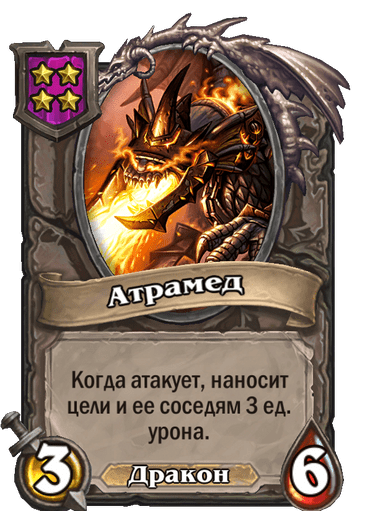 Атрамед
Когда атакует, наносит
цели и ее соседям 3 ед.
урона.
3
Дракон
6